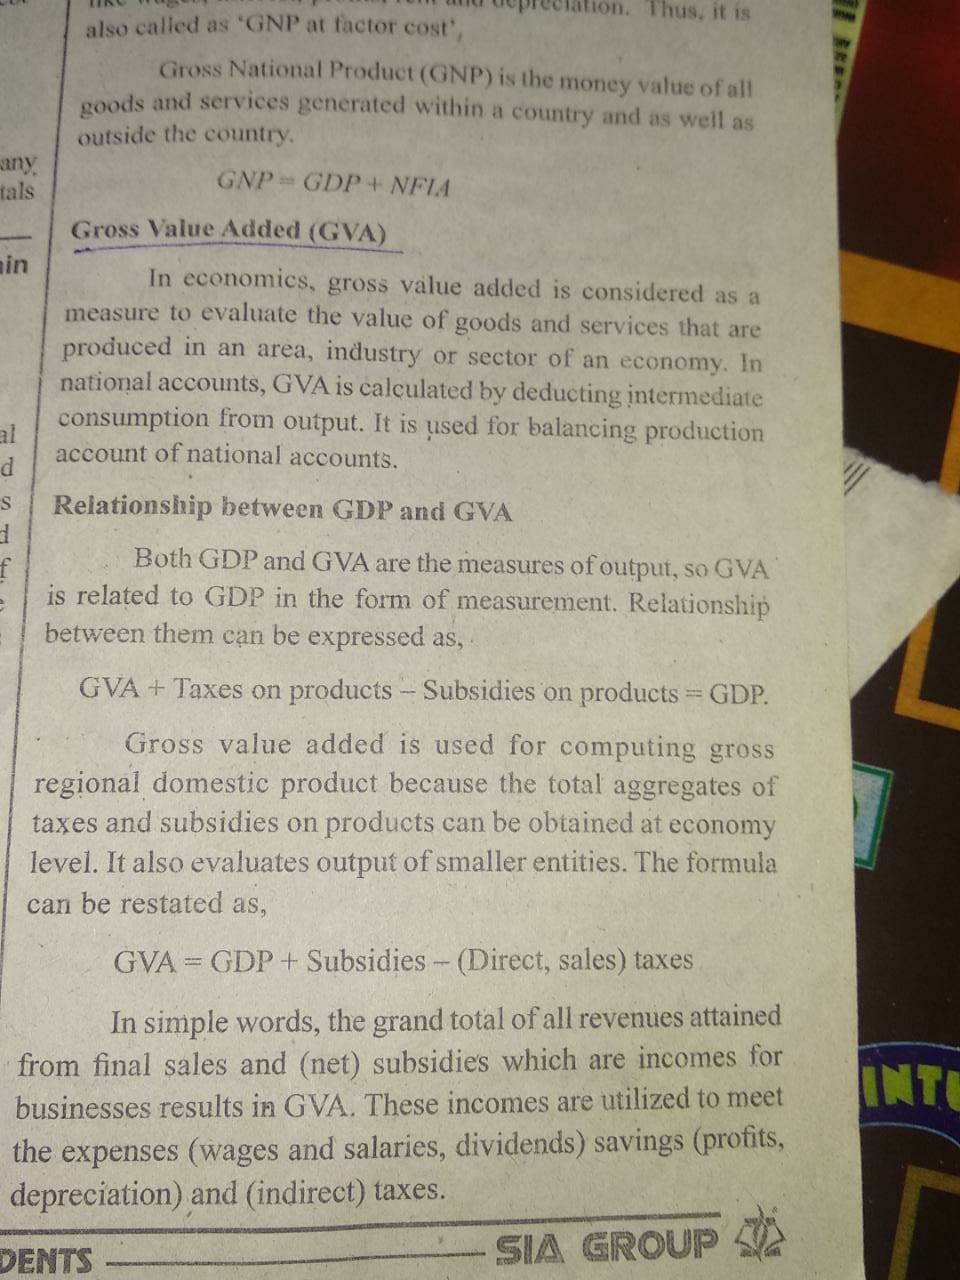 depreciation. Thus, it is
also called as ‘GNP at factor cost’,
Gross National Product (GNP) is the money value of all
goods and services generated within a country and as well as
outside the country.
GNP = GDP + NFIA
Gross Value Added (GVA)
In economics, gross value added is considered as a
measure to evaluate the value of goods and services that are
produced in an area, industry or sector of an economy. In
national accounts, GVA is calculated by deducting intermediate
consumption from output. It is used for balancing production
account of national accounts.
Relationship between GDP and GVA
Both GDP and GVA are the measures of output, so GVA
is related to GDP in the form of measurement. Relationship
between them can be expressed as,
GVA + Taxes on products – Subsidies on products = GDP.
Gross value added is used for computing gross
regional domestic product because the total aggregates of
taxes and subsidies on products can be obtained at economy
level. It also evaluates output of smaller entities. The formula
can be restated as,
GVA = GDP + Subsidies – (Direct, sales) taxes
In simple words, the grand total of all revenues attained
from final sales and (net) subsidies which are incomes for
businesses results in GVA. These incomes are utilized to meet
the expenses (wages and salaries, dividends) savings (profits,
depreciation) and (indirect) taxes.
DENTS SIA GROUP
any
tals
ain
al
d
s
d
f
INT